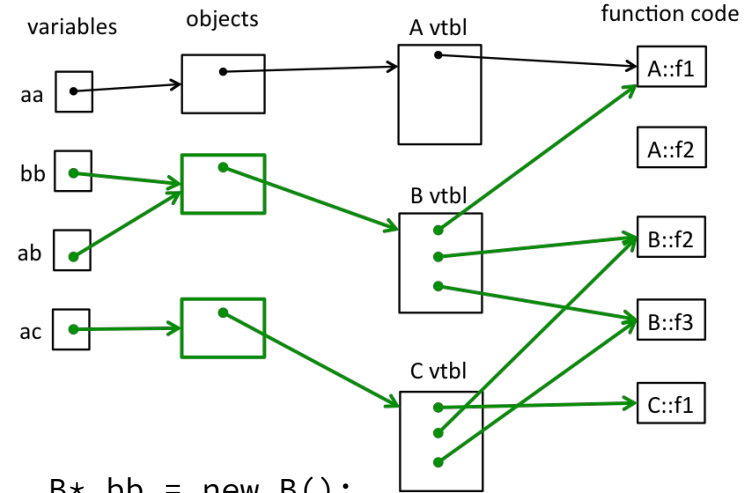 variables
objects
A vtbl
function code
aa
A::f1
A::f2
bb
B vtbl
ab
B::f2
ac
B::f3
C vtbl
C::f1
B* bb = new B();